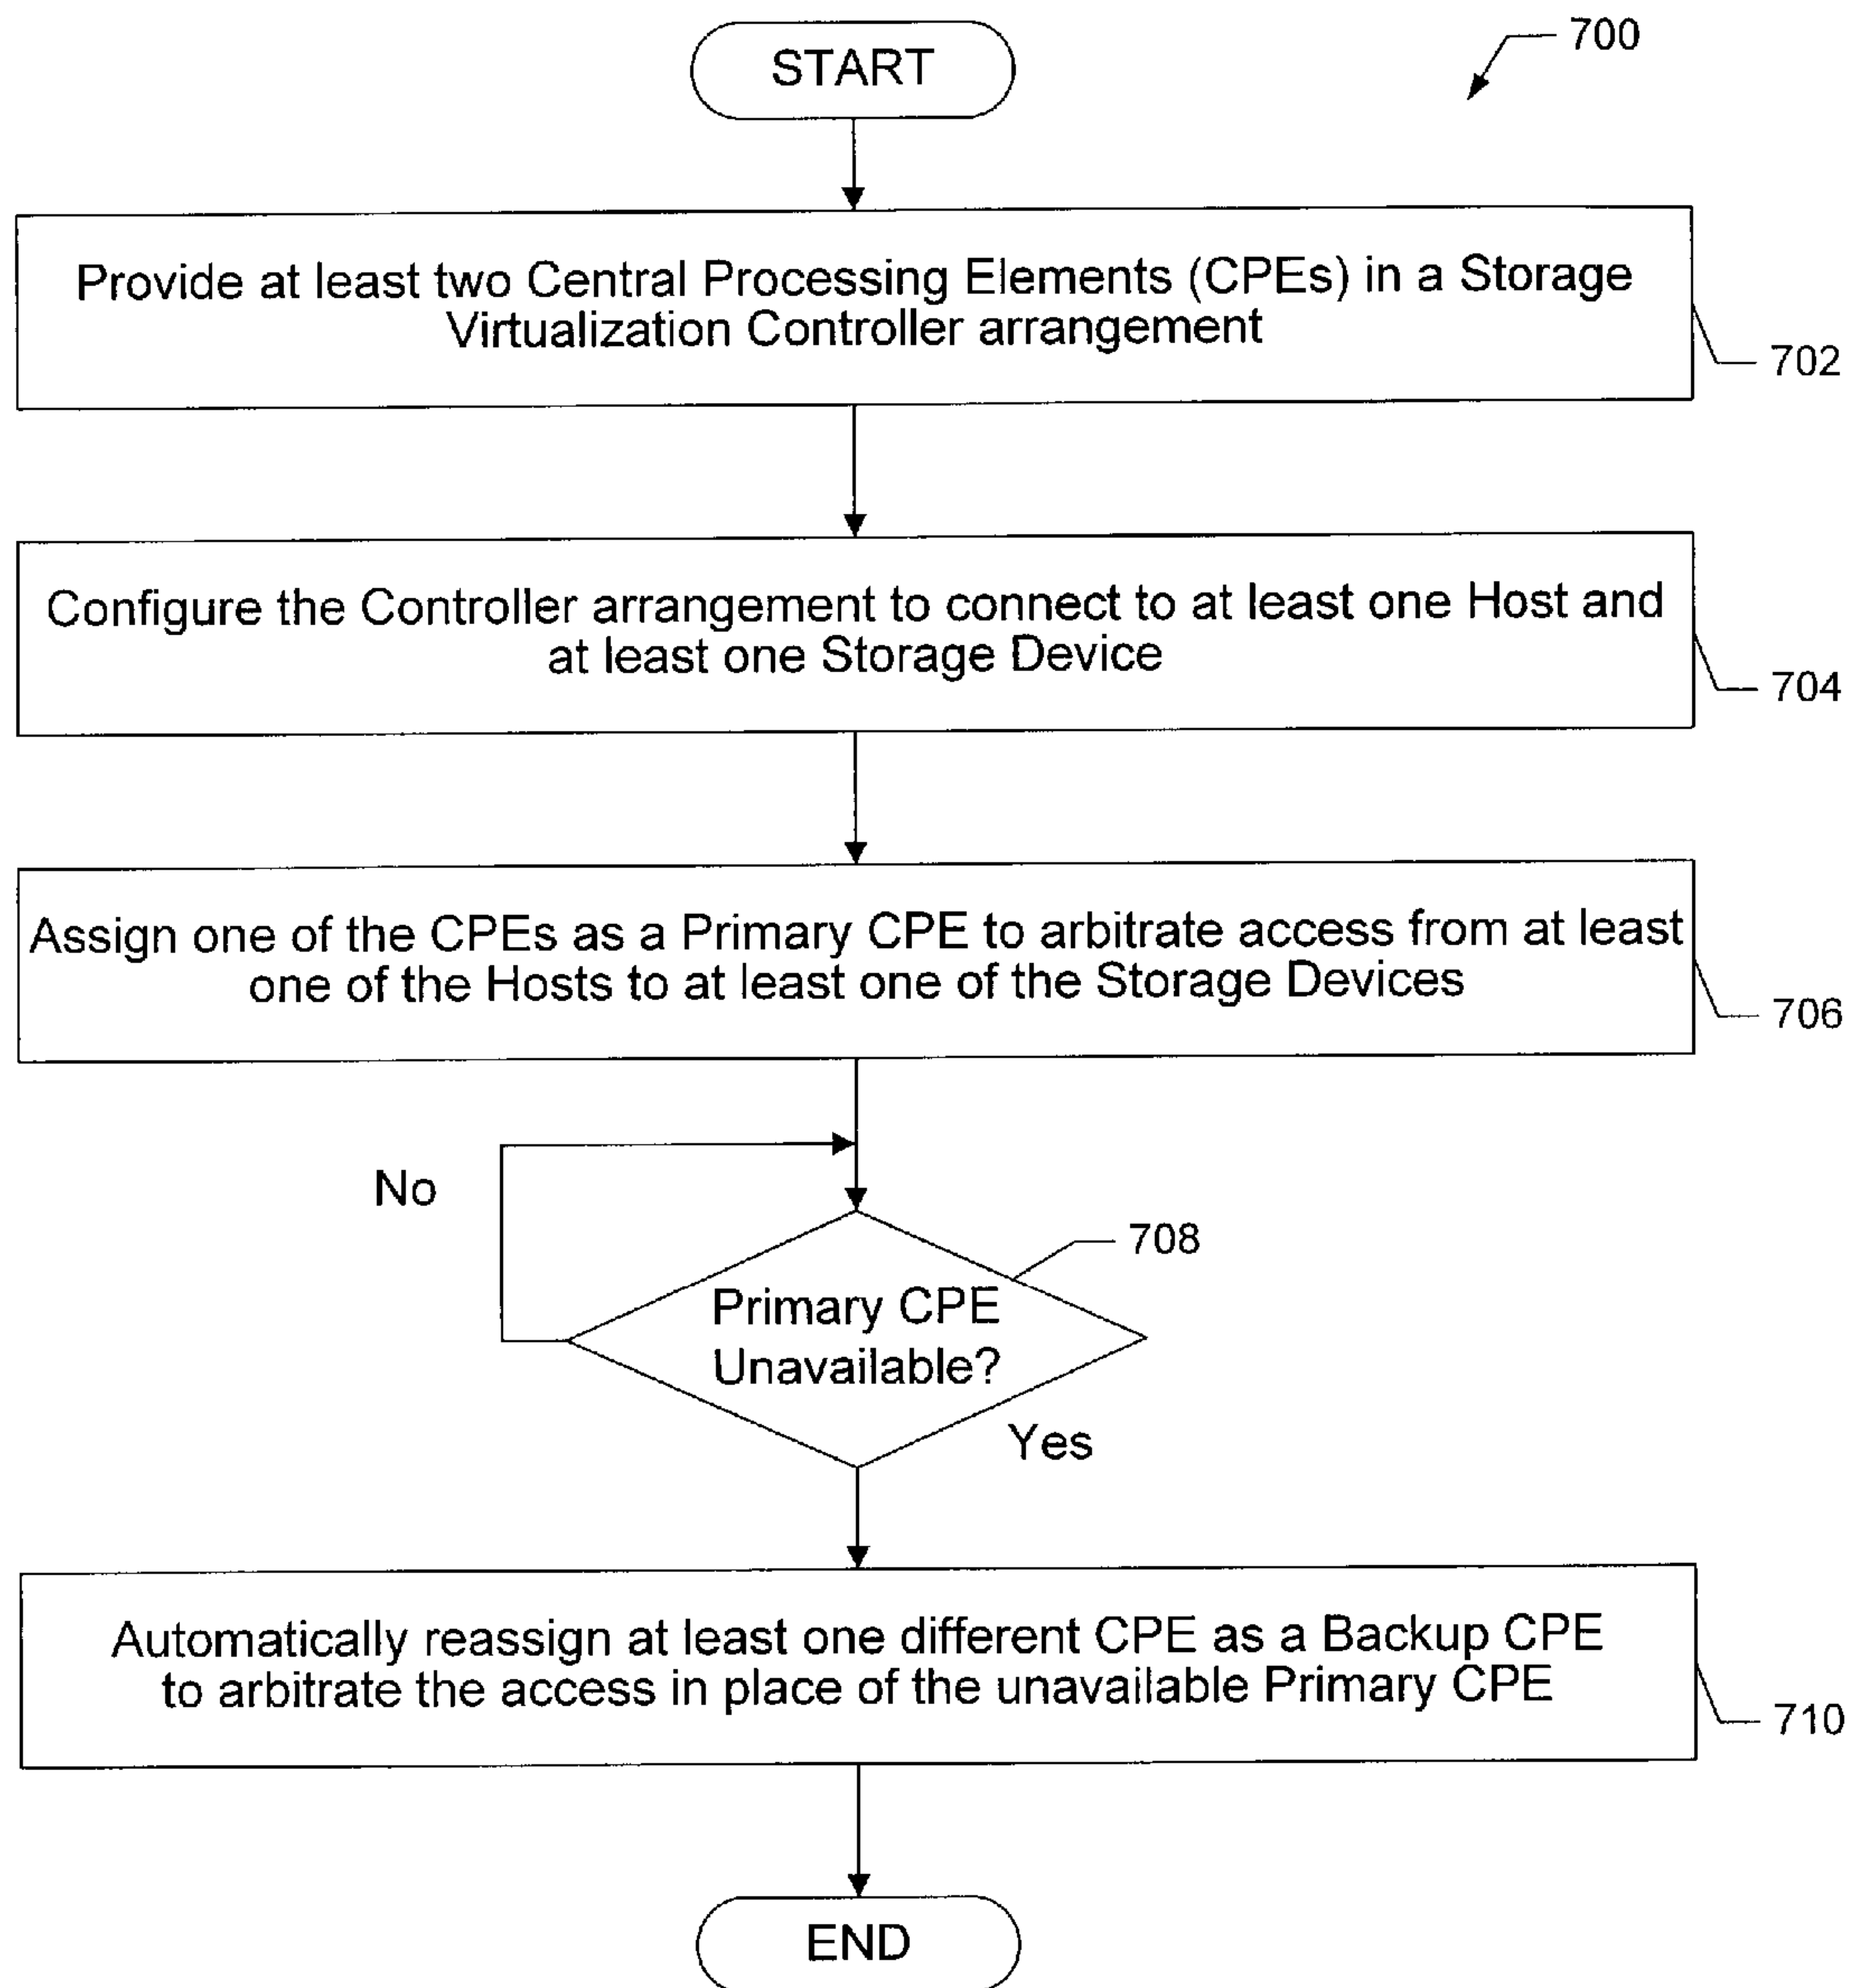 700
START
Provide at least two Central Processing Elements (CPEs) in a Storage
Virtualization Controller arrangement
702
Configure the Controller arrangement to connect to at least one Host and
at least one Storage Device
704
Assign one of the CPEs as a Primary CPE to arbitrate access from at least
one of the Hosts to at least one of the Storage Devices
706
No
708
Primary CPE
Unavailable?
Yes
Automatically reassign at least one different CPE as a Backup CPE
to arbitrate the access in place of the unavailable Primary CPE
710
END